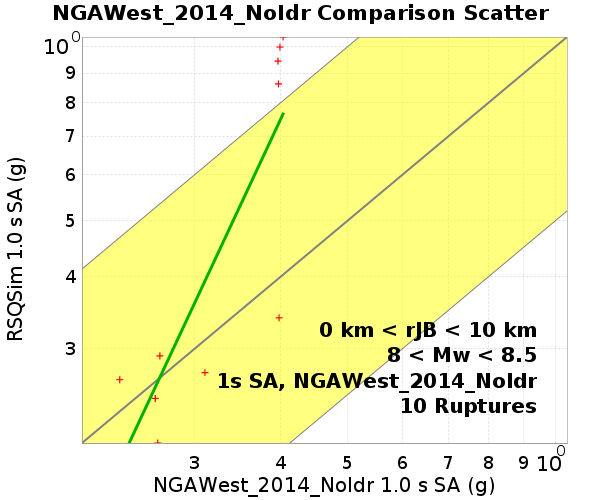 NGAWest_2014_NoIdr Comparison Scatter
10⁰
9
8
7
6
5
4
3
RSQSim 1.0 s SA (g)
0 km < rJB < 10 km
8 < Mw < 8.5
1s SA, NGAWest_2014_NoIdr
10 Ruptures
3 4 5 6 7 8 9 10⁰
NGAWest_2014_NoIdr 1.0 s SA (g)